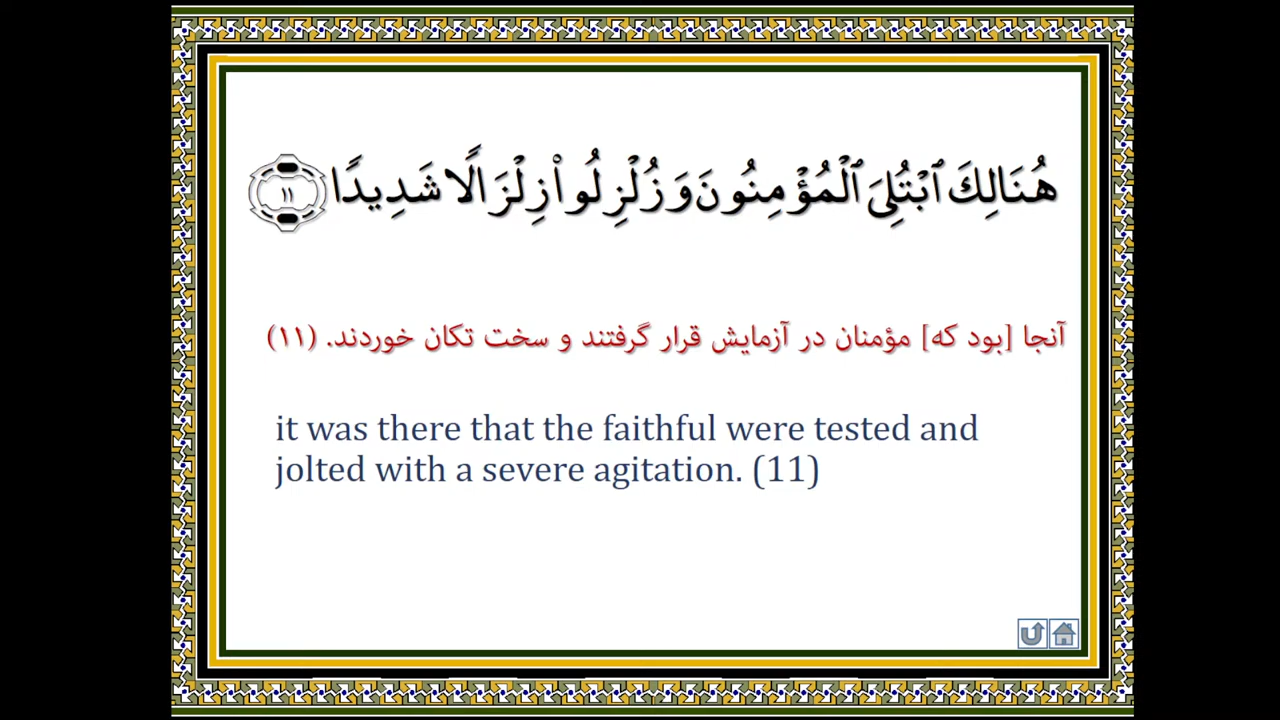 هُنَالِكَ ٱبْتُلِىَ ٱلْمُؤْمِنُونَ وَزُلْزِلُوا۟ زِلْزَالًا شَدِيدًا ١١
آنجا [بود که] مؤمنان در آزمایش قرار گرفتند و سخت تکان خوردند. (۱۱)
it was there that the faithful were tested and
jolted with a severe agitation. (11)